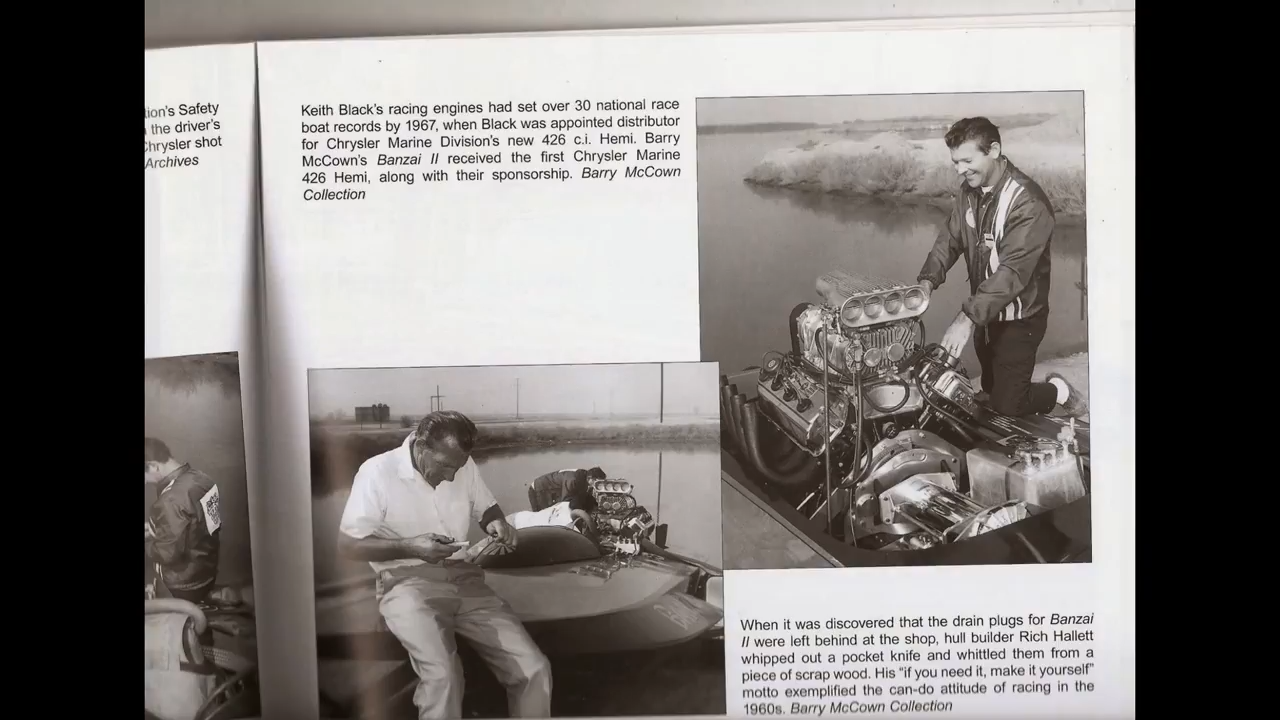 tion's Safety
the driver's
Chrysler shot
Archives
Keith Black's racing engines had set over 30 national race
boat records by 1967, when Black was appointed distributor
for Chrysler Marine Division's new 426 c.i. Hemi. Barry
McCown's Banzai II received the first Chrysler Marine
426 Hemi, along with their sponsorship. Barry McCown
Collection
When it was discovered that the drain plugs for Banzai
II were left behind at the shop, hull builder Rich Hallett
whipped out a pocket knife and whittled them from a
piece of scrap wood. His "if you need it, make it yourself"
motto exemplified the can-do attitude of racing in the
1960s. Barry McCown Collection